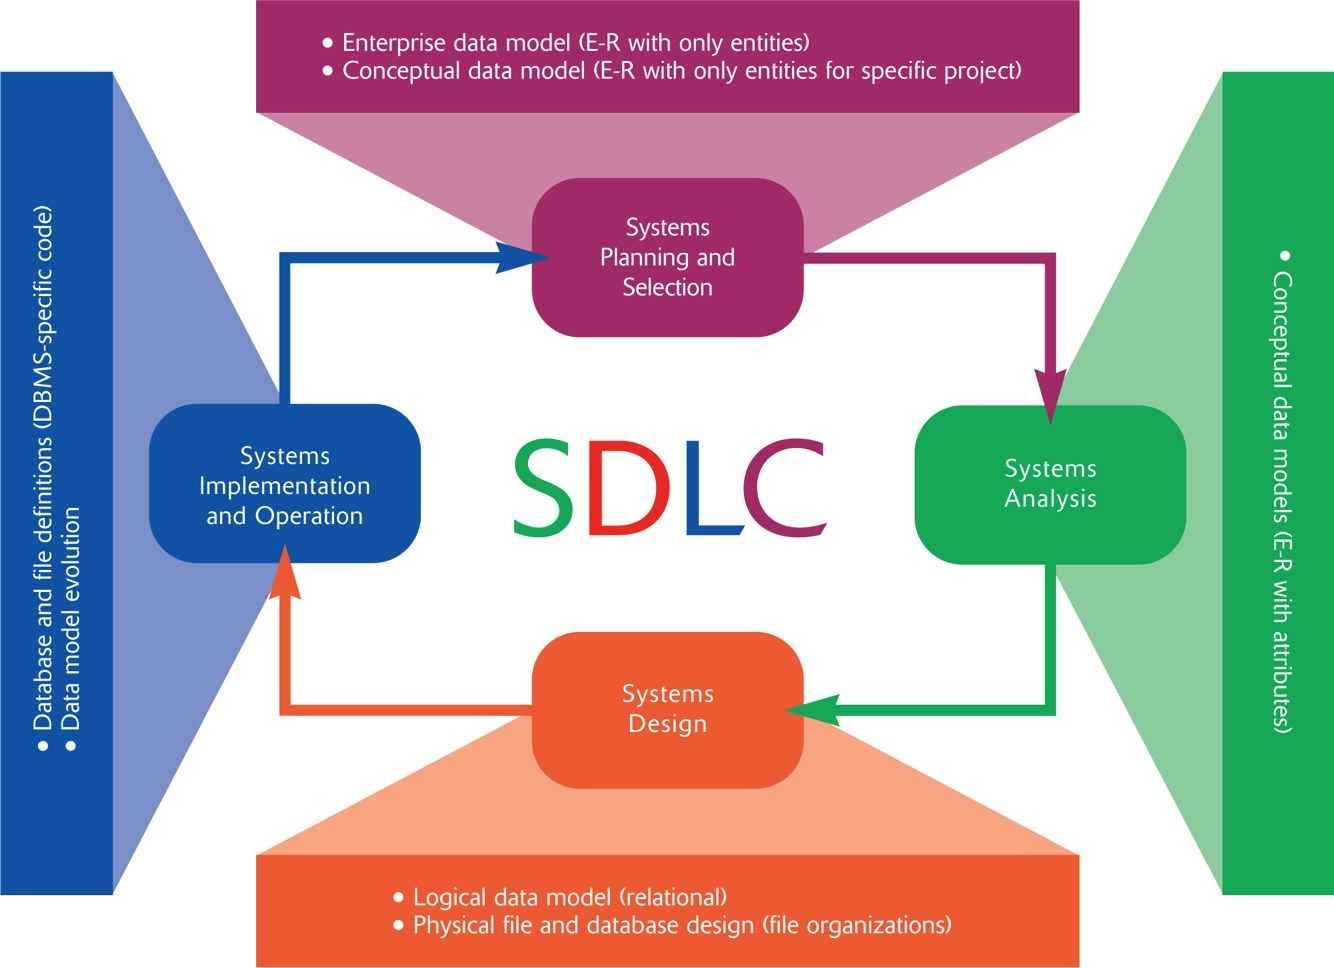 • Enterprise data model (E-R with only entities)
• Conceptual data model (E-R with only entities for specific project)
Systems
Planning and
Selection
• Database and file definitions (DBMS-specific code)
• Data model evolution
Systems
Implementation
and Operation
SDLC
Systems
Analysis
• Conceptual data models (E-R with attributes)
Systems
Design
• Logical data model (relational)
• Physical file and database design (file organizations)